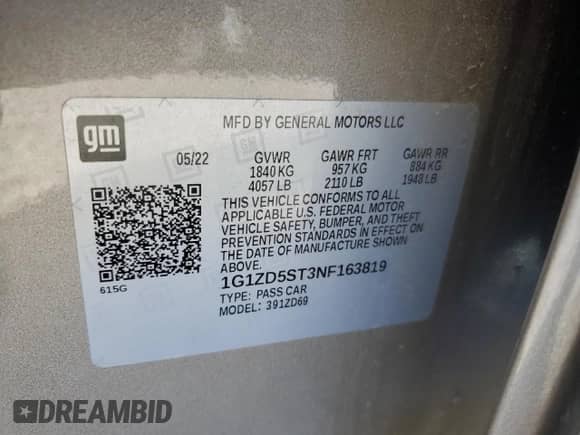 gm
MFD BY GENERAL MOTORS LLC
05/22 GVWR GAWR FRT GAWR RR
1840 KG 957 KG 884 KG
4057 LB 2110 LB 1948 LB
THIS VEHICLE CONFORMS TO ALL
APPLICABLE U.S. FEDERAL MOTOR
VEHICLE SAFETY, BUMPER, AND THEFT
PREVENTION STANDARDS IN EFFECT ON
THE DATE OF MANUFACTURE SHOWN
ABOVE.
615G
1G1ZD5ST3NF163819
TYPE: PASS CAR
MODEL: 391ZD69
DREAMBID